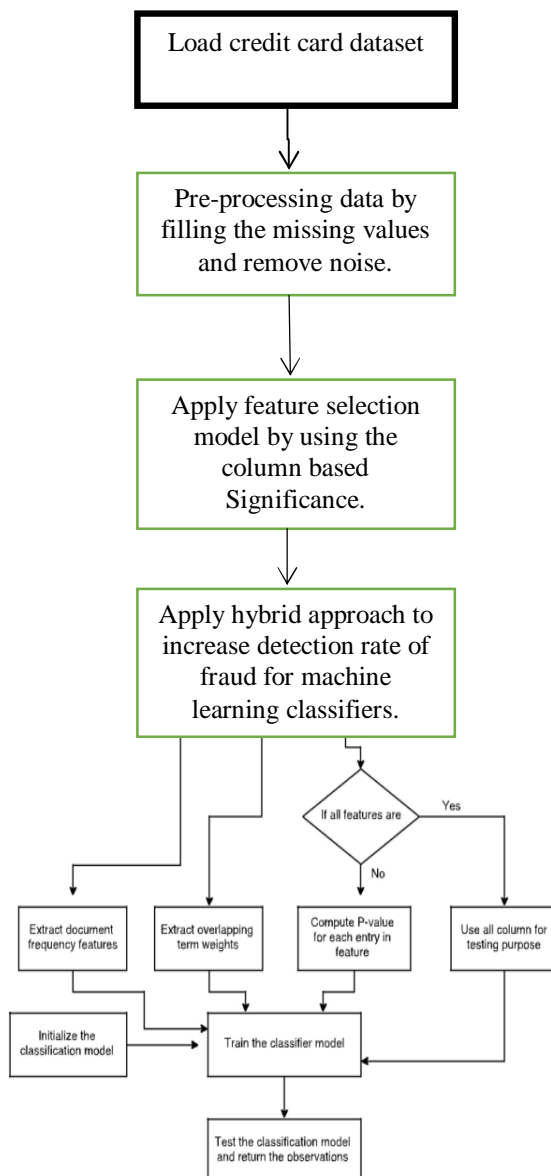 Load credit card dataset
Pre-processing data by
filling the missing values
and remove noise.
Apply feature selection
model by using the
column based
Significance.
Apply hybrid approach to
increase detection rate of
fraud for machine
learning classifiers.
If all features are
Yes
No
Extract document
frequency features
Extract overlapping
term weights
Compute P-value
for each entry in
feature
Use all column for
testing purpose
Initialize the
classification model
Train the classifier model
Test the classification model
and return the observations